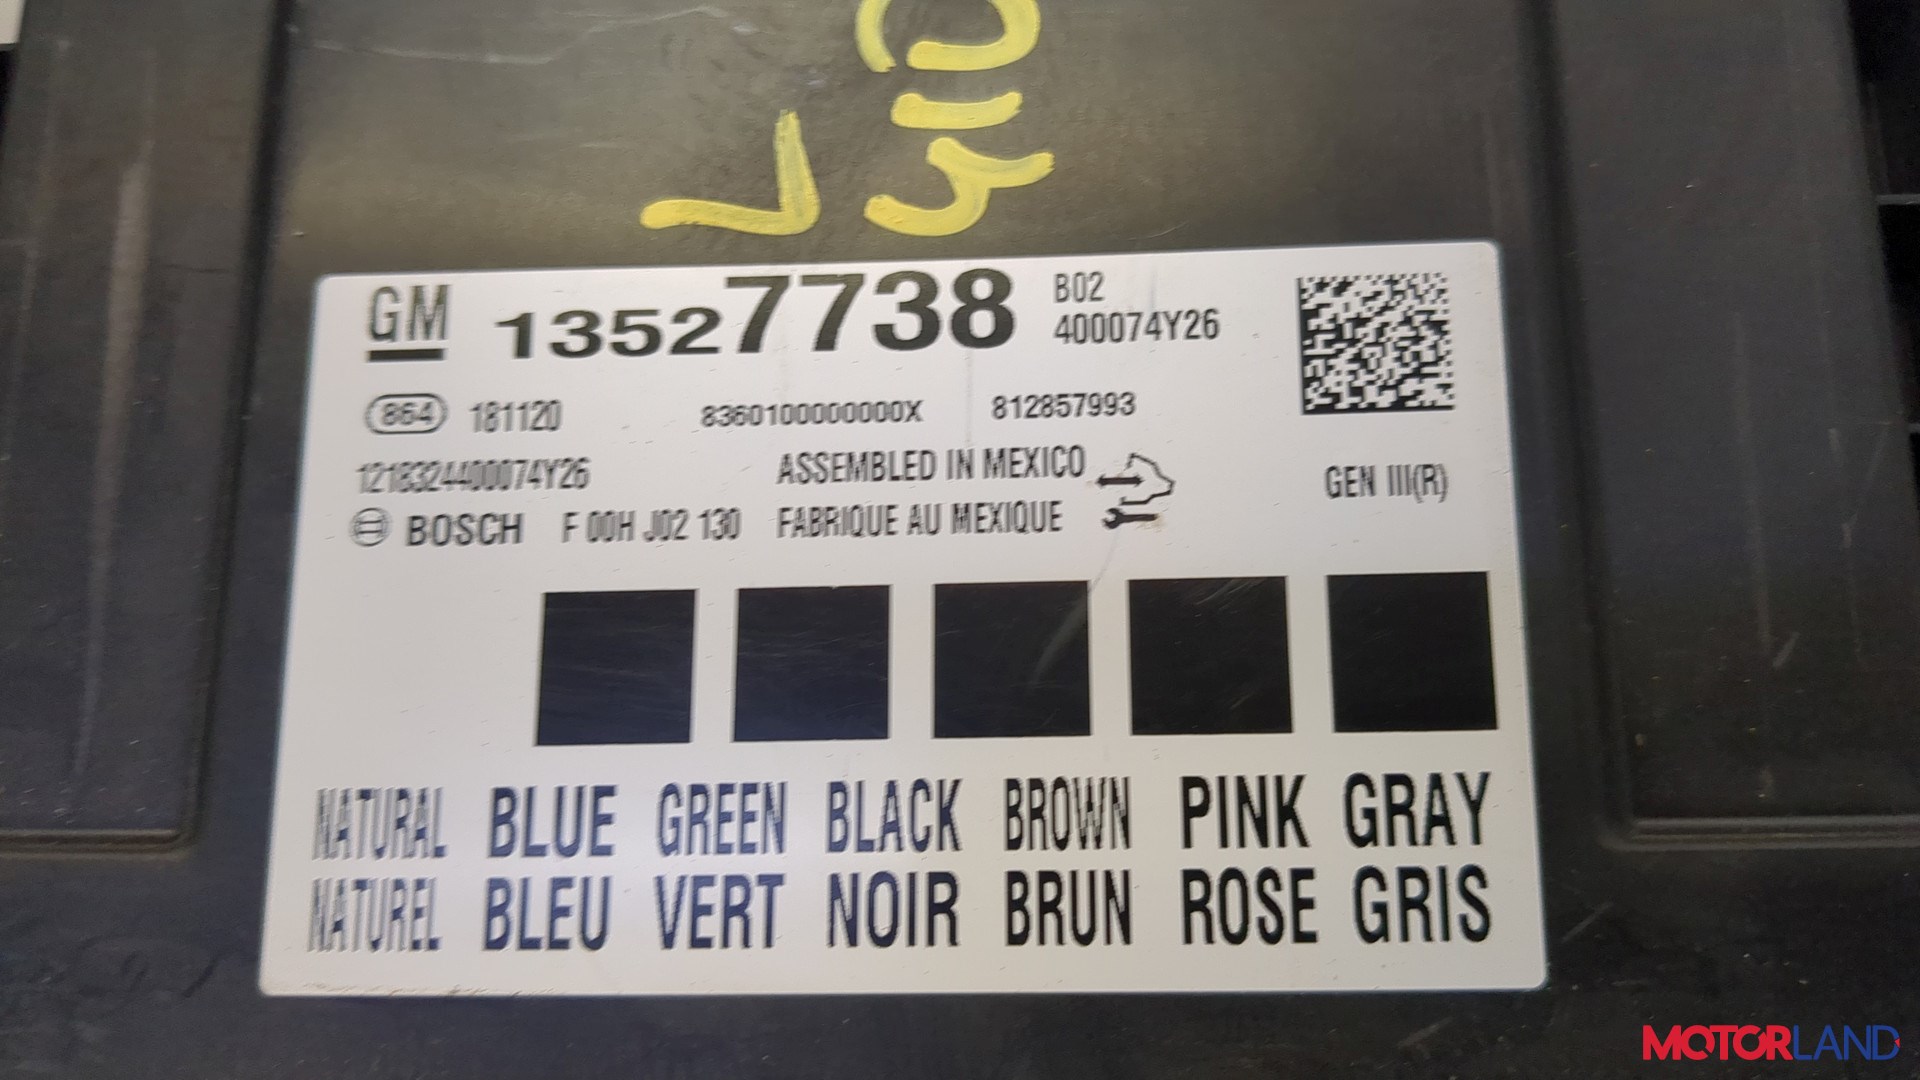 GM 13527738 B02
400074Y26
864 181120 8360100000000X 812857993
1218324400074Y26 ASSEMBLED IN MEXICO GEN III(R)
BOSCH F 00H J02 130 FABRIQUE AU MEXIQUE
NATURAL BLUE GREEN BLACK BROWN PINK GRAY
NATUREL BLEU VERT NOIR BRUN ROSE GRIS
MOTORLAND